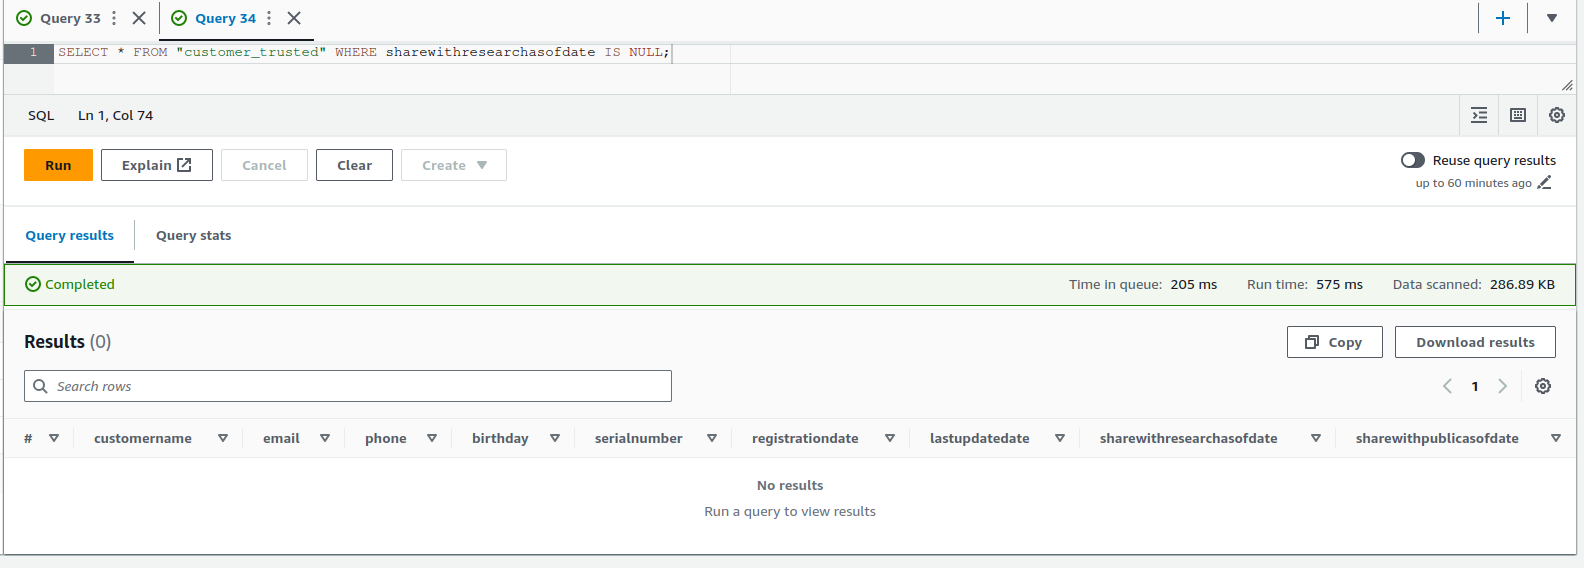 Query 33 Query 34
1 SELECT * FROM "customer_trusted" WHERE sharewithresearchasofdate IS NULL;
SQL Ln 1, Col 74
Run Explain Cancel Clear Create Reuse query results
up to 60 minutes ago
Query results Query stats
Completed Time in queue: 205 ms Run time: 575 ms Data scanned: 286.89 KB
Results (0) Copy Download results
Search rows 1
# customername email phone birthday serialnumber registrationdate lastupdatedate sharewithresearchasofdate sharewithpublicasofdate
No results
Run a query to view results